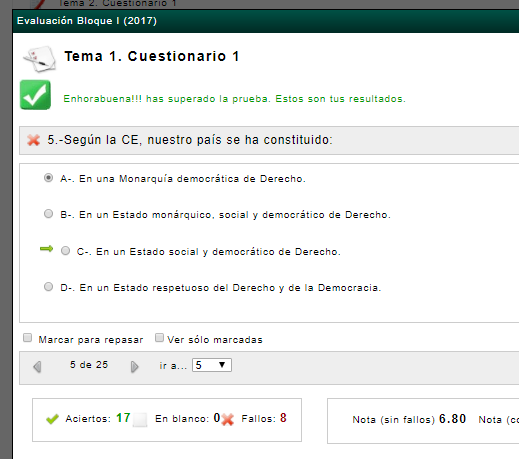 Tema 2. Cuestionario 1
Evaluación Bloque I (2017)
Tema 1. Cuestionario 1
Enhorabuena!!! has superado la prueba. Estos son tus resultados.
5.-Según la CE, nuestro país se ha constituido:
A-. En una Monarquía democrática de Derecho.
B-. En un Estado monárquico, social y democrático de Derecho.
C-. En un Estado social y democrático de Derecho.
D-. En un Estado respetuoso del Derecho y de la Democracia.
Marcar para repasar Ver sólo marcadas
5 de 25 ir a... 5
Aciertos: 17 En blanco: 0 Fallos: 8 Nota (sin fallos) 6.80 Nota (co